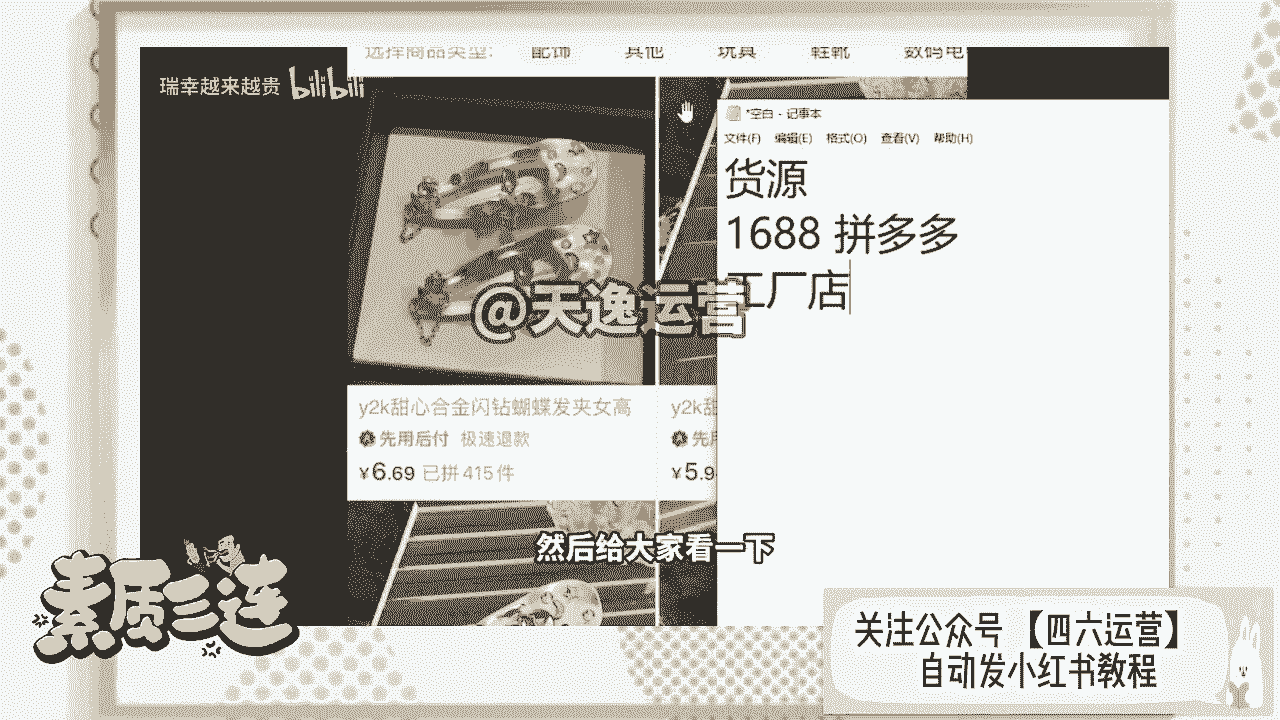 选择商品类型: 配饰 其他 玩具 鞋靴 数码电
瑞幸越来越贵 bilibili
*空白 - 记事本
文件(F) 编辑(E) 格式(O) 查看(V) 帮助(H)
货源
1688 拼多多
工厂店
@天逸运营
y2k甜心合金闪钻蝴蝶发夹女高
先用后付 极速退款
¥6.69 已拼415件
y2k甜
先用
¥5.9
然后给大家看一下
素质三连
关注公众号【四六运营】
自动发小红书教程